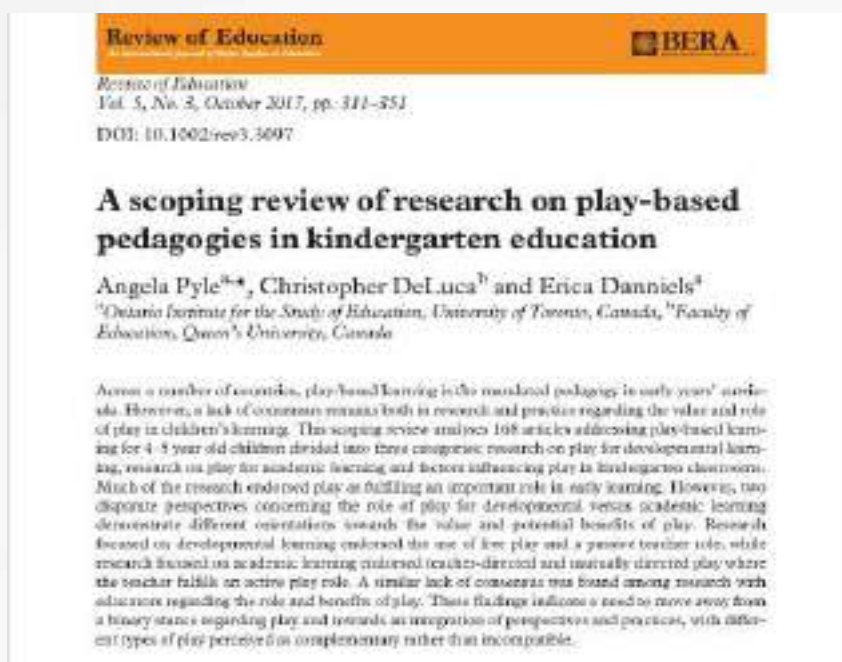 Review of Education
BERA
Review of Education
Vol. 5, No. 3, October 2017, pp. 311–351
DOI: 10.1002/rev3.3097
A scoping review of research on play-based
pedagogies in kindergarten education
Angela Pyleᵃ,*, Christopher DeLucaᵇ and Erica Dannielsᵃ
ᵃOntario Institute for the Study of Education, University of Toronto, Canada, ᵇFaculty of
Education, Queen's University, Canada
Across a number of countries, play-based learning is the mandated pedagogy in early years' curric-
ula. However, a lack of consensus remains both in research and practice regarding the value and role
of play in children's learning. This scoping review analyses 168 articles addressing play-based learn-
ing for 4–5 year old children divided into three categories: research on play for developmental learn-
ing, research on play for academic learning and factors influencing play in kindergarten classrooms.
Much of the research endorsed play as fulfilling an important role in early learning. However, two
disparate perspectives concerning the role of play for developmental versus academic learning
demonstrate different orientations towards the value and potential benefits of play. Research
focused on developmental learning endorsed the use of free play and a passive teacher role, while
research focused on academic learning endorsed teacher-directed and mutually directed play where
the teacher fulfils an active play role. A similar lack of consensus was found among research with
educators regarding the role and benefits of play. These findings indicate a need to move away from
a binary stance regarding play and towards an integration of perspectives and practices, with differ-
ent types of play perceived as complementary rather than incompatible.